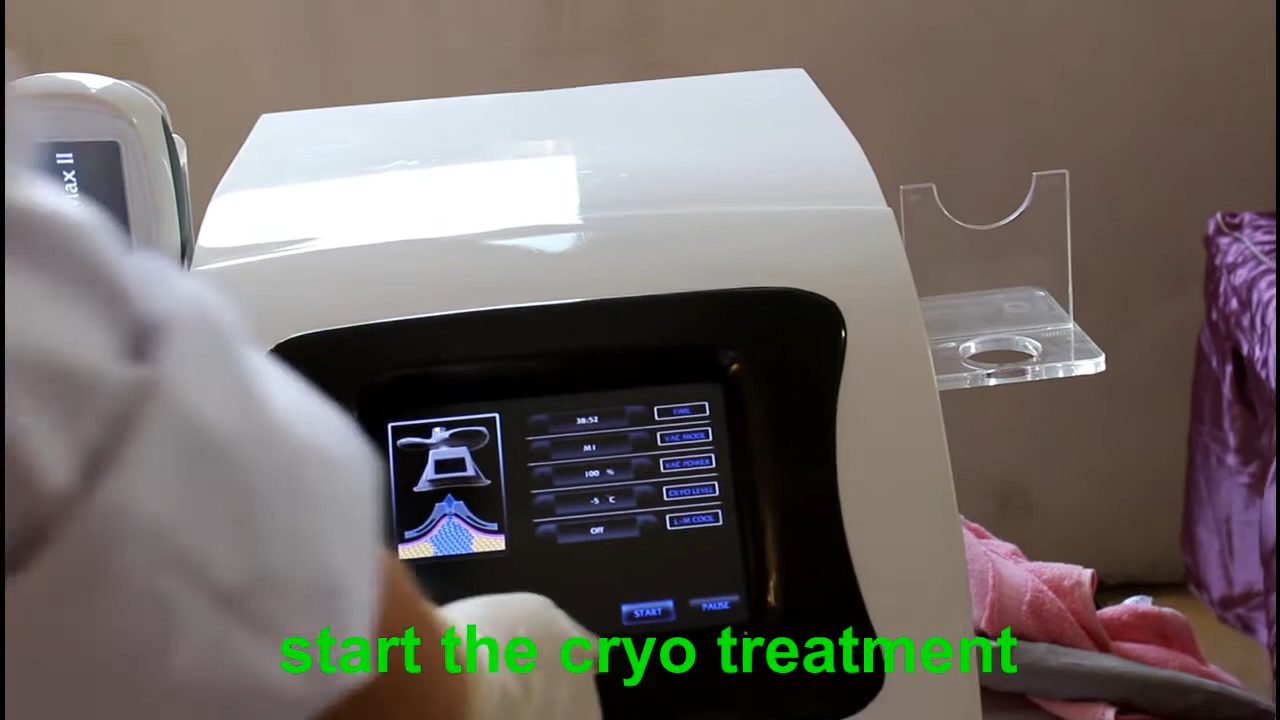 ax II
38:52 TIME
M1 VAC MODE
100 % VAC POWER
-5 °C CRYO LEVEL
Off L-M COOL
START PAUSE
start the cryo treatment